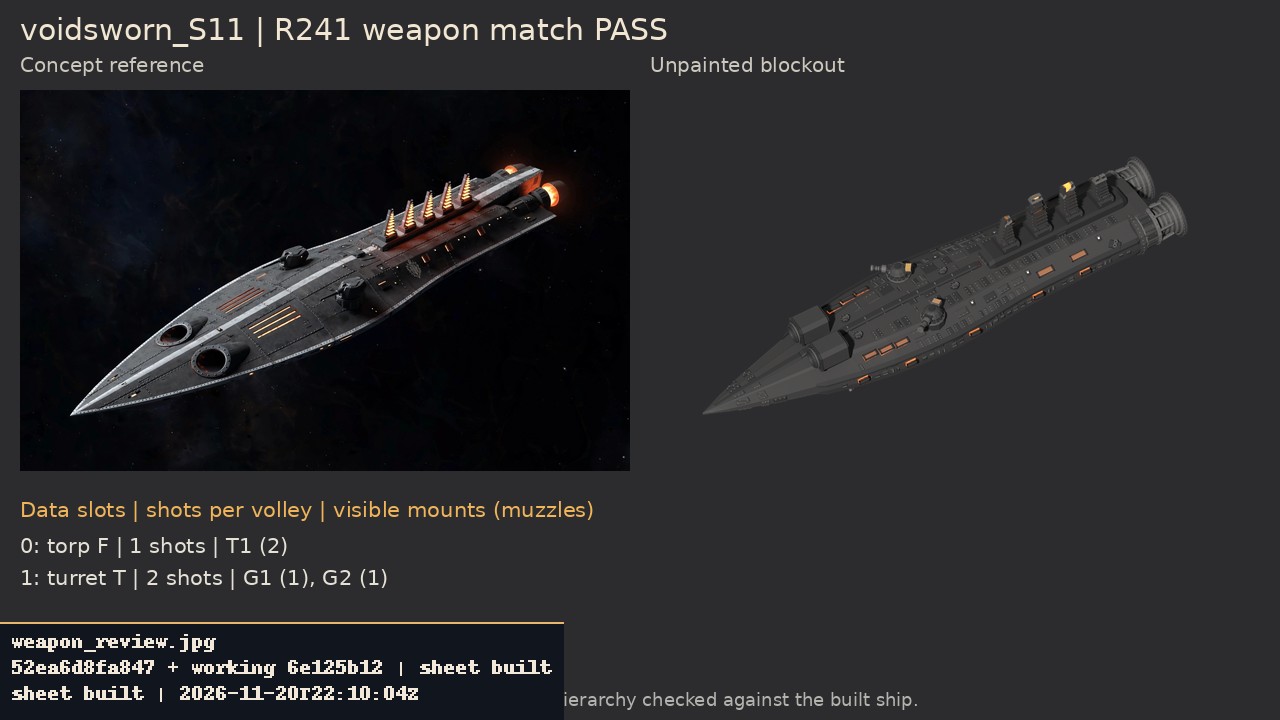 voidsworn_S11 | R241 weapon match PASS
Concept reference
Unpainted blockout
Data slots | shots per volley | visible mounts (muzzles)
0: torp F | 1 shots | T1 (2)
1: turret T | 2 shots | G1 (1), G2 (1)
weapon_review.jpg
52ea6d8fa847 + working 6e125b12 | sheet built
sheet built | 2026-11-20T22:10:04Z
checked against the built ship.